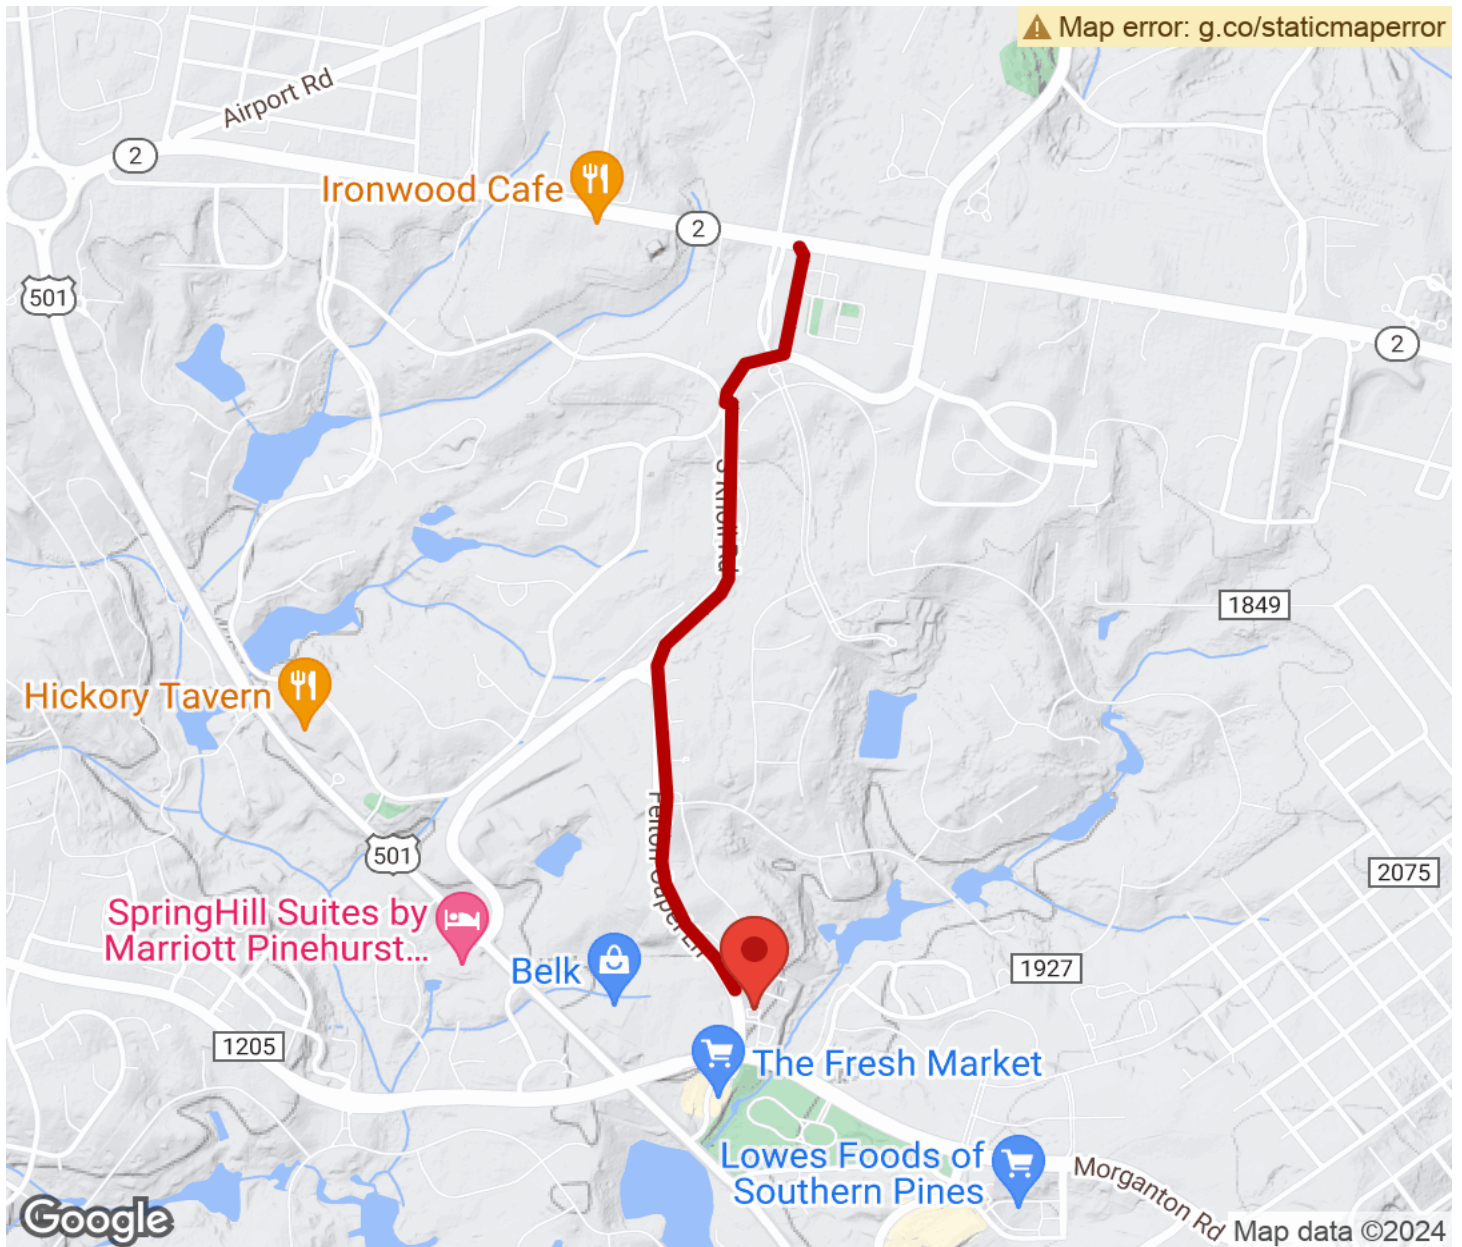 Map error: g.co/staticmaperror
Airport Rd
2
Ironwood Cafe
2
501
2
S Knoll Rd
1849
Hickory Tavern
501
2075
SpringHill Suites by
Marriott Pinehurst...
Belk
1927
1205
The Fresh Market
Lowes Foods of
Southern Pines
Morganton Rd
Google
Map data ©2024